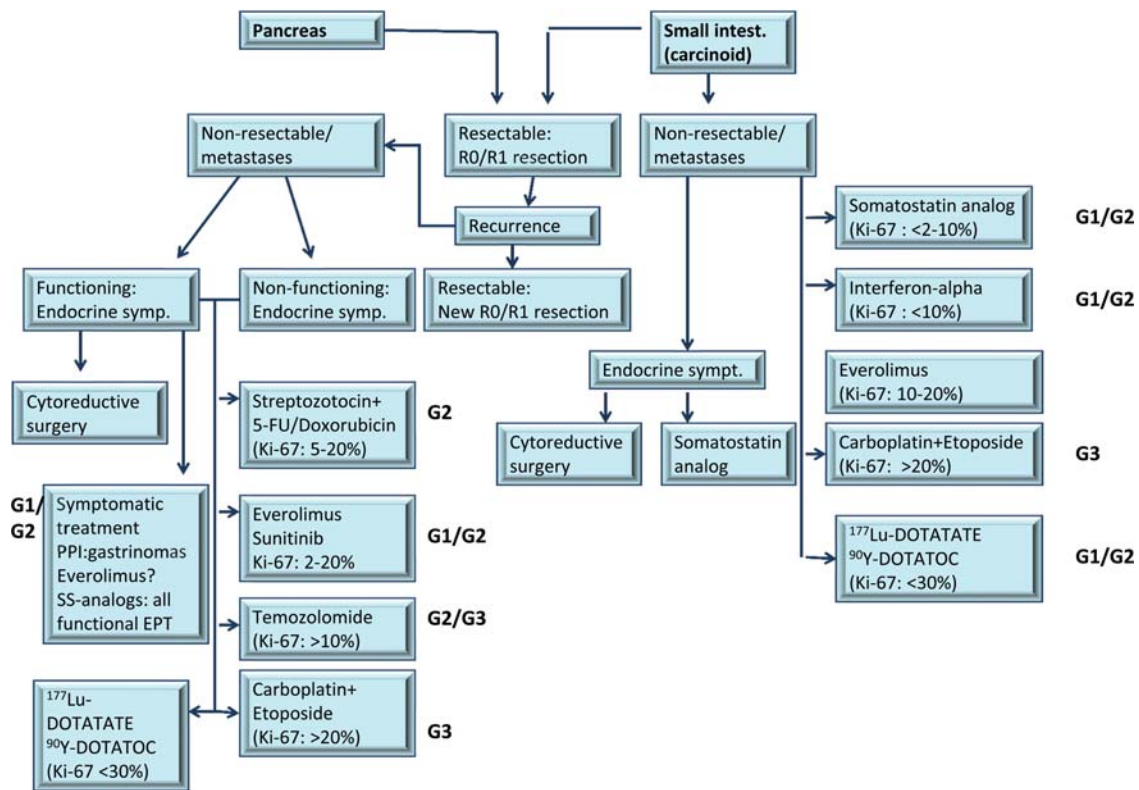 Pancreas
Small intest.
(carcinoid)
Non-resectable/
metastases
Resectable:
R0/R1 resection
Non-resectable/
metastases
Recurrence
Somatostatin analog
(Ki-67 : <2-10%)
G1/G2
Functioning:
Endocrine symp.
Non-functioning:
Endocrine symp.
Resectable:
New R0/R1 resection
Interferon-alpha
(Ki-67 : <10%)
G1/G2
Cytoreductive
surgery
Streptozotocin+
5-FU/Doxorubicin
(Ki-67: 5-20%)
G2
Endocrine sympt.
Everolimus
(Ki-67: 10-20%)
Cytoreductive
surgery
Somatostatin
analog
Carboplatin+Etoposide
(Ki-67:  >20%)
G3
G1/
G2
Symptomatic
treatment
PPI:gastrinomas
Everolimus?
SS-analogs: all
functional EPT
Everolimus
Sunitinib
Ki-67: 2-20%
G1/G2
¹⁷⁷Lu-DOTATATE
⁹⁰Y-DOTATOC
(Ki-67: <30%)
G1/G2
Temozolomide
(Ki-67: >10%)
G2/G3
¹⁷⁷Lu-
DOTATATE
⁹⁰Y-DOTATOC
(Ki-67 <30%)
Carboplatin+
Etoposide
(Ki-67: >20%)
G3